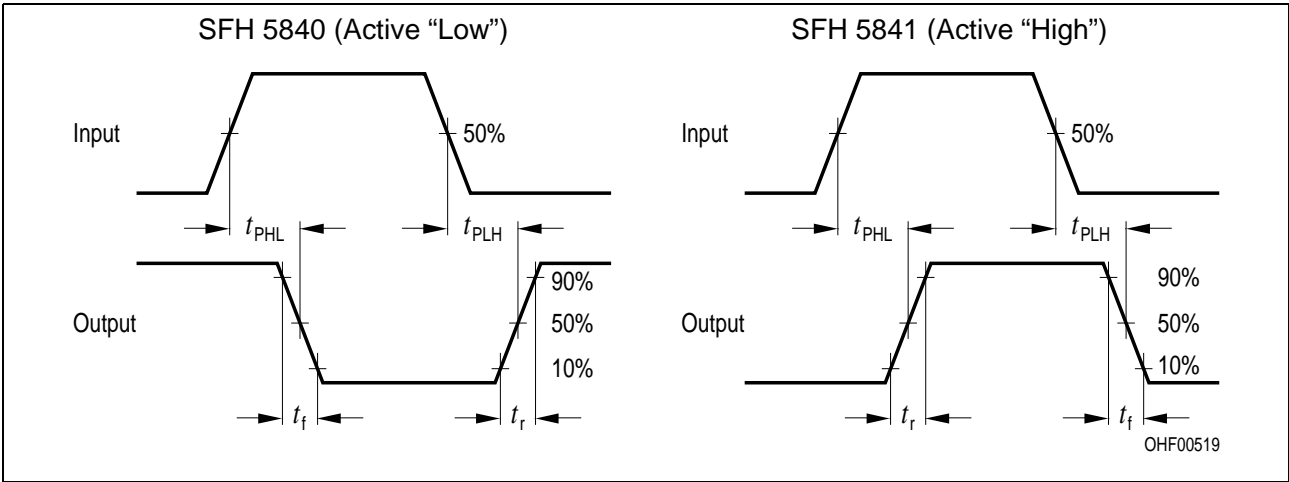 SFH 5840 (Active “Low”)
SFH 5841 (Active “High”)
Input
50%
Input
50%
tPHL
tPLH
tPHL
tPLH
Output
90%
50%
10%
Output
90%
50%
10%
tf
tr
tr
tf
OHF00519